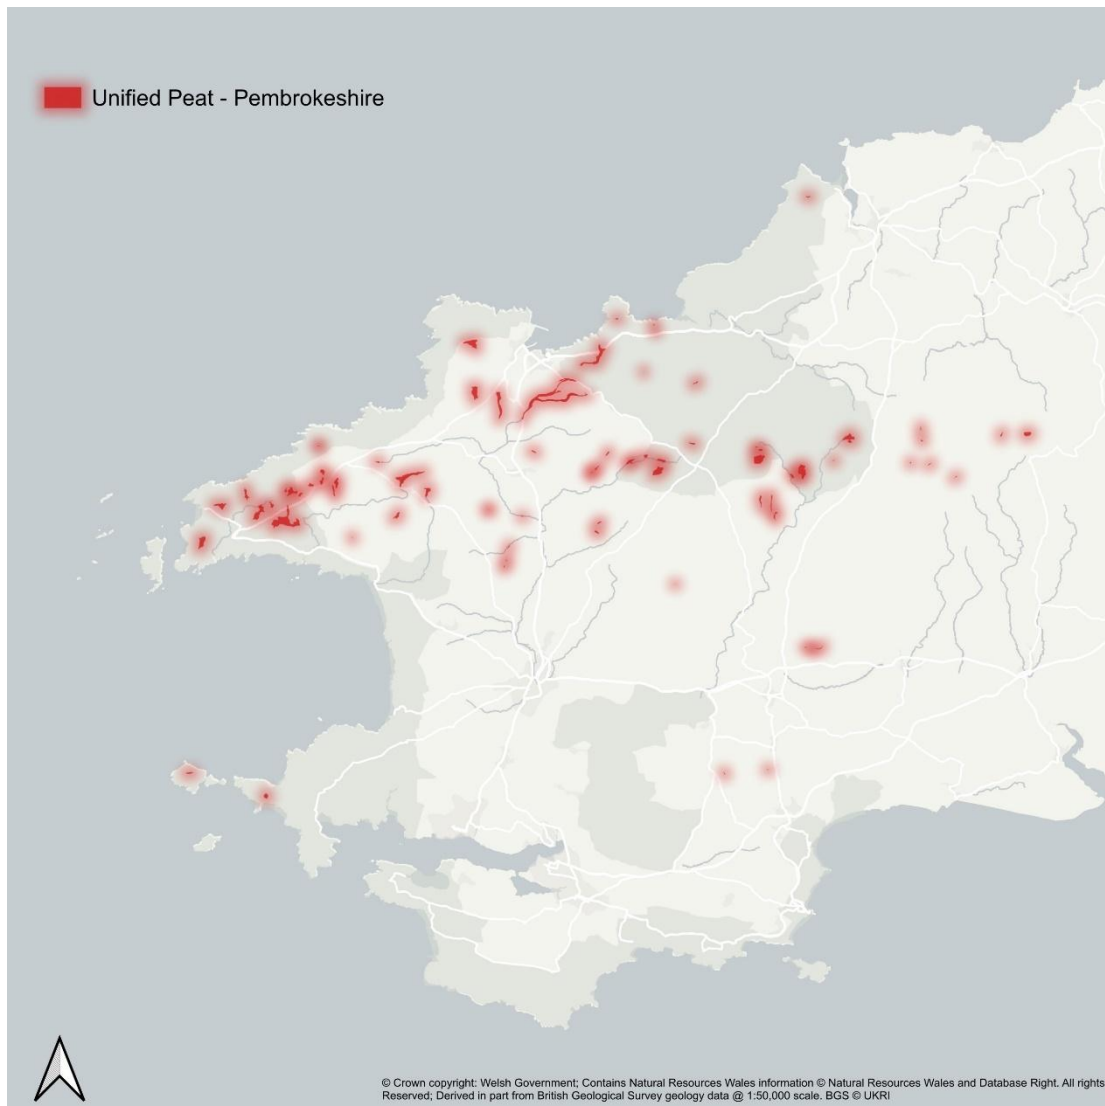 Unified Peat - Pembrokeshire
© Crown copyright: Welsh Government; Contains Natural Resources Wales information © Natural Resources Wales and Database Right. All rights
Reserved; Derived in part from British Geological Survey geology data @ 1:50,000 scale. BGS © UKRI